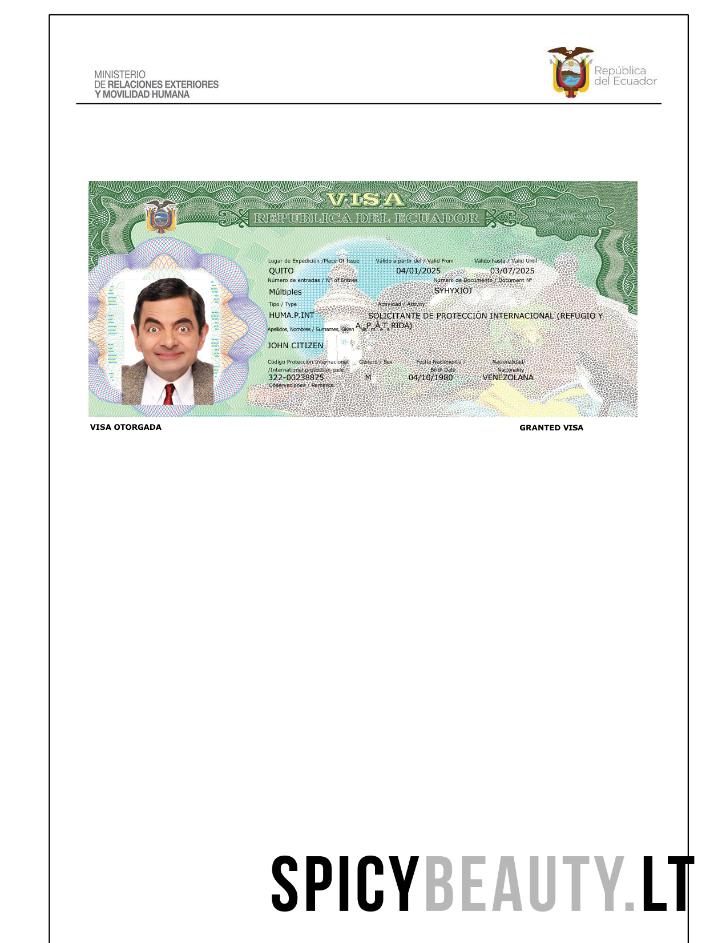 MINISTERIO
DE RELACIONES EXTERIORES
Y MOVILIDAD HUMANA
República
del Ecuador
VISA
REPUBLICA DEL ECUADOR
Lugar de Expedición /Place Of Issue Válido a partir del / Valid From Válido hasta / Valid Until
QUITO 04/01/2025 03/07/2025
Número de entradas / Nº of Entries Número de Documento / Document Nº
Múltiples SYHYXIOJ
Tipo / Type Actividad / Activity
HUMA.P.INT SOLICITANTE DE PROTECCIÓN INTERNACIONAL (REFUGIO Y
A. P. Á T. RIDA)
Apellidos, Nombres / Surnames, Given
JOHN CITIZEN
Código Protección Internacional Género / Sex Fecha Nacimiento / Nacionalidad/
/International protection code Birth Date Nationality
322-00238825 M 04/10/1980 VENEZOLANA
Observaciones / Remarks
VISA OTORGADA GRANTED VISA
SPICYBEAUTY.LT